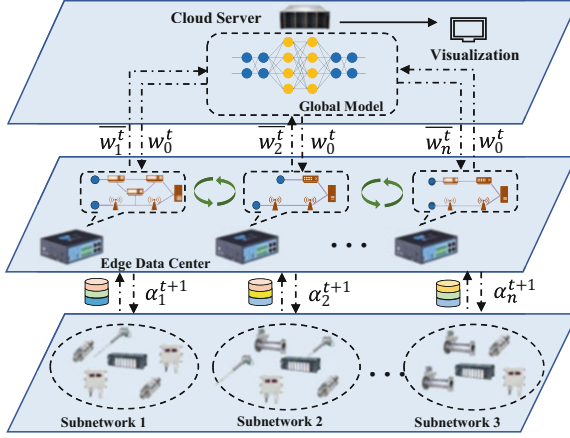 Cloud Server
Visualization
Global Model
$\overline{w_1^t}$ $w_0^t$ $\overline{w_2^t}$ $w_0^t$ $\overline{w_n^t}$ $w_0^t$
Edge Data Center
$\alpha_1^{t+1}$ $\alpha_2^{t+1}$ $\alpha_n^{t+1}$
Subnetwork 1 Subnetwork 2 Subnetwork 3